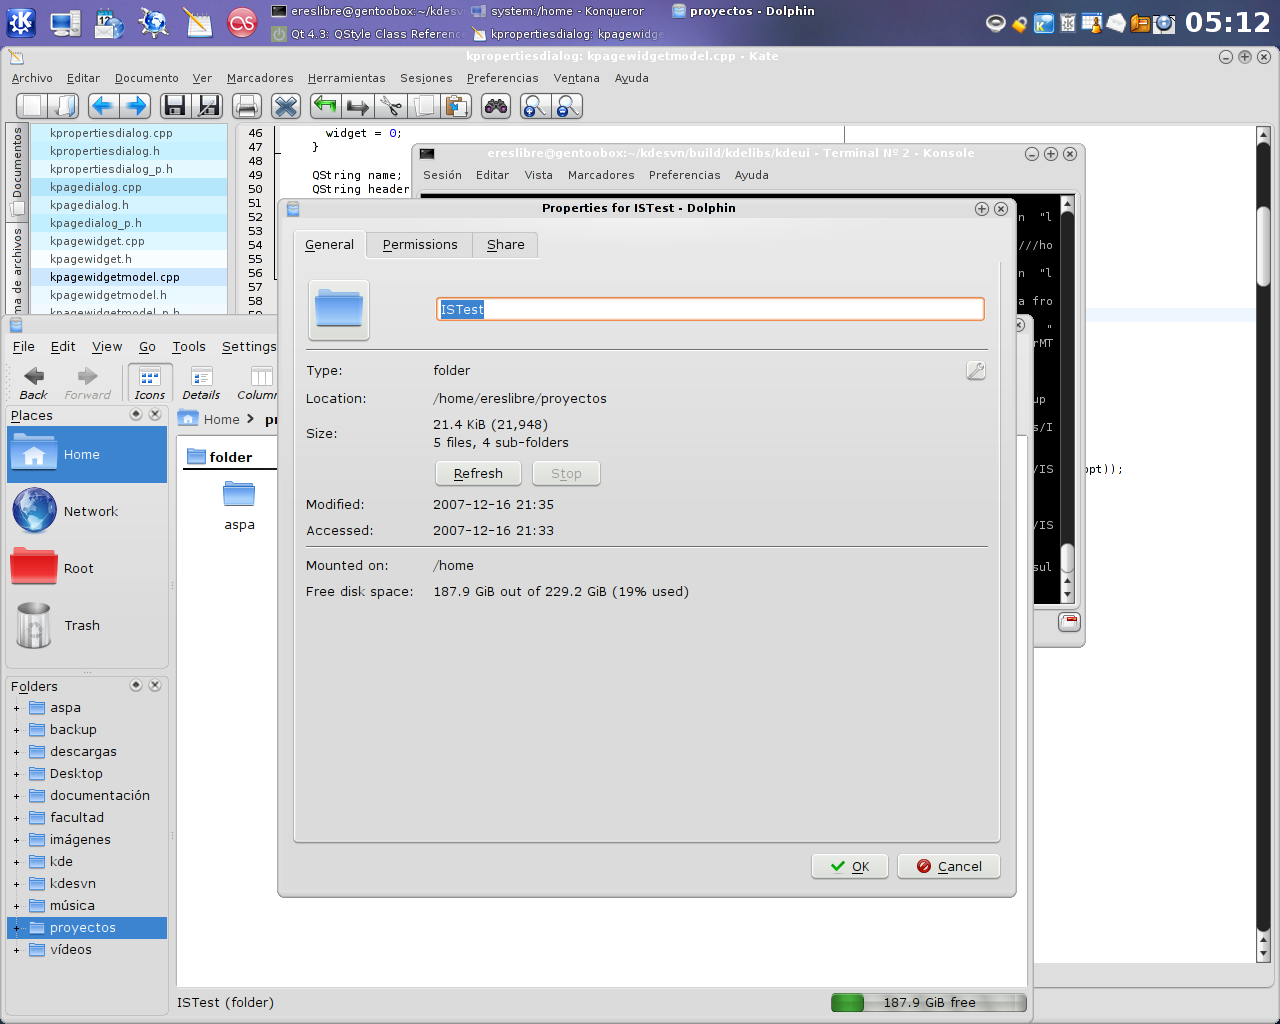 ereslibre@gentoobox:~/kdesv
system:/home - Konqueror
proyectos - Dolphin
Qt 4.3: QStyle Class Referenc
kpropertiesdialog: kpagewidge
05:12
kpropertiesdialog: kpagewidgetmodel.cpp - Kate
Archivo Editar Documento Ver Marcadores Herramientas Sesiones Preferencias Ventana Ayuda
Documentos
ma de archivos
kpropertiesdialog.cpp
kpropertiesdialog.h
kpropertiesdialog_p.h
kpagedialog.cpp
kpagedialog.h
kpagedialog_p.h
kpagewidget.cpp
kpagewidget.h
kpagewidgetmodel.cpp
kpagewidgetmodel.h
kpagewidgetmodel_p.h
46 widget = 0;
47 }
48
49 QString name;
50 QString header
51
52
53
54
55
56
57
58
ereslibre@gentoobox:~/kdesvn/build/kdelibs/kdeui - Terminal Nº 2 - Konsole
Sesión Editar Vista Marcadores Preferencias Ayuda
n "l
///ho
n "l
a fro
"
rMT
up
s/I
/IS
opt));
/IS
sul
Properties for ISTest - Dolphin
General Permissions Share
ISTest
Type: folder
Location: /home/ereslibre/proyectos
Size: 21.4 KiB (21,948)
5 files, 4 sub-folders
Refresh Stop
Modified: 2007-12-16 21:35
Accessed: 2007-12-16 21:33
Mounted on: /home
Free disk space: 187.9 GiB out of 229.2 GiB (19% used)
OK Cancel
File Edit View Go Tools Settings
Back Forward Icons Details Column
Places
Home
Network
Root
Trash
Home > pr
folder
aspa
Folders
aspa
backup
descargas
Desktop
documentación
facultad
imágenes
kde
kdesvn
música
proyectos
vídeos
ISTest (folder)
187.9 GiB free